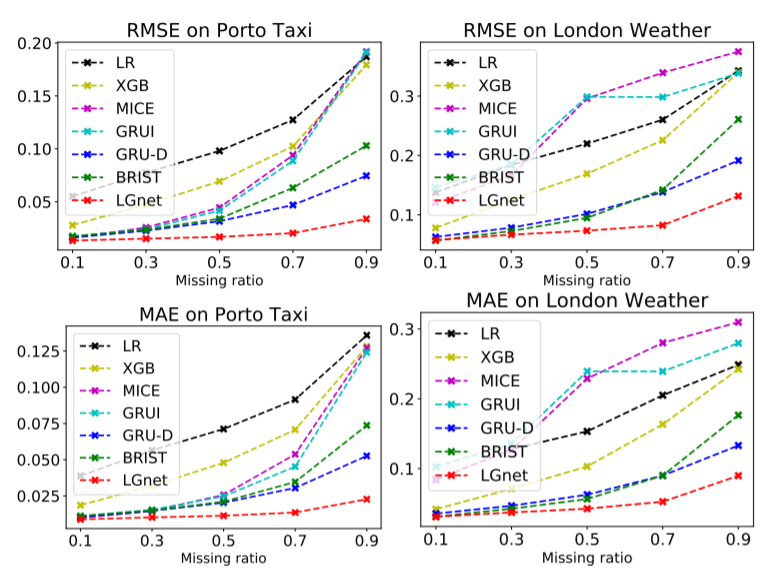 RMSE on Porto Taxi
0.20
0.15
0.10
0.05
LR
XGB
MICE
GRUI
GRU-D
BRIST
LGnet
0.1 0.3 0.5 0.7 0.9
Missing ratio
RMSE on London Weather
0.3
0.2
0.1
LR
XGB
MICE
GRUI
GRU-D
BRIST
LGnet
0.1 0.3 0.5 0.7 0.9
Missing ratio
MAE on Porto Taxi
0.125
0.100
0.075
0.050
0.025
LR
XGB
MICE
GRUI
GRU-D
BRIST
LGnet
0.1 0.3 0.5 0.7 0.9
Missing ratio
MAE on London Weather
0.3
0.2
0.1
LR
XGB
MICE
GRUI
GRU-D
BRIST
LGnet
0.1 0.3 0.5 0.7 0.9
Missing ratio